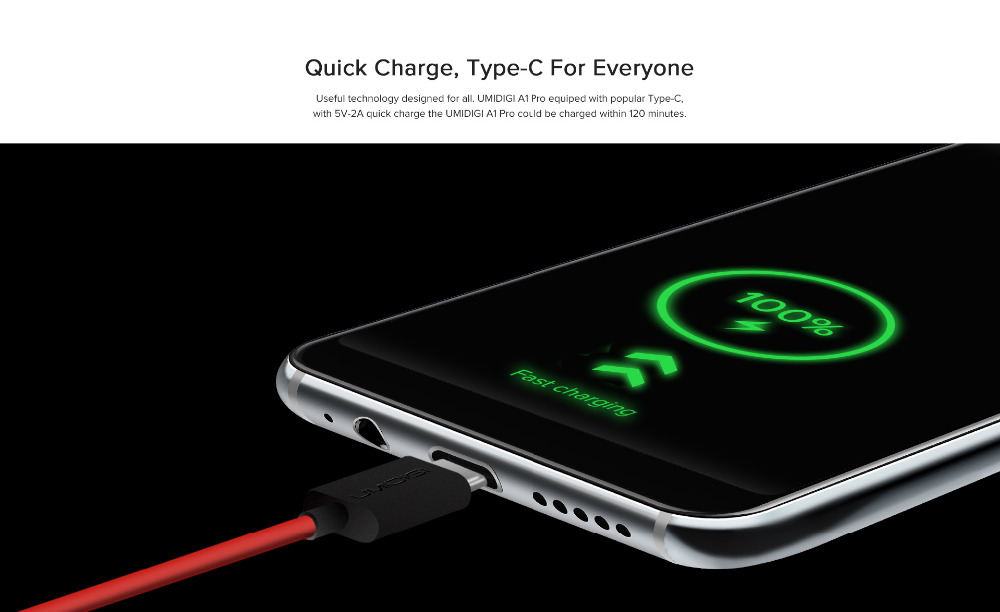 Quick Charge, Type-C For Everyone
Useful technology designed for all. UMIDIGI A1 Pro equiped with popular Type-C,
with 5V-2A quick charge the UMIDIGI A1 Pro could be charged within 120 minutes.
100%
Fast charging
UMIDIGI